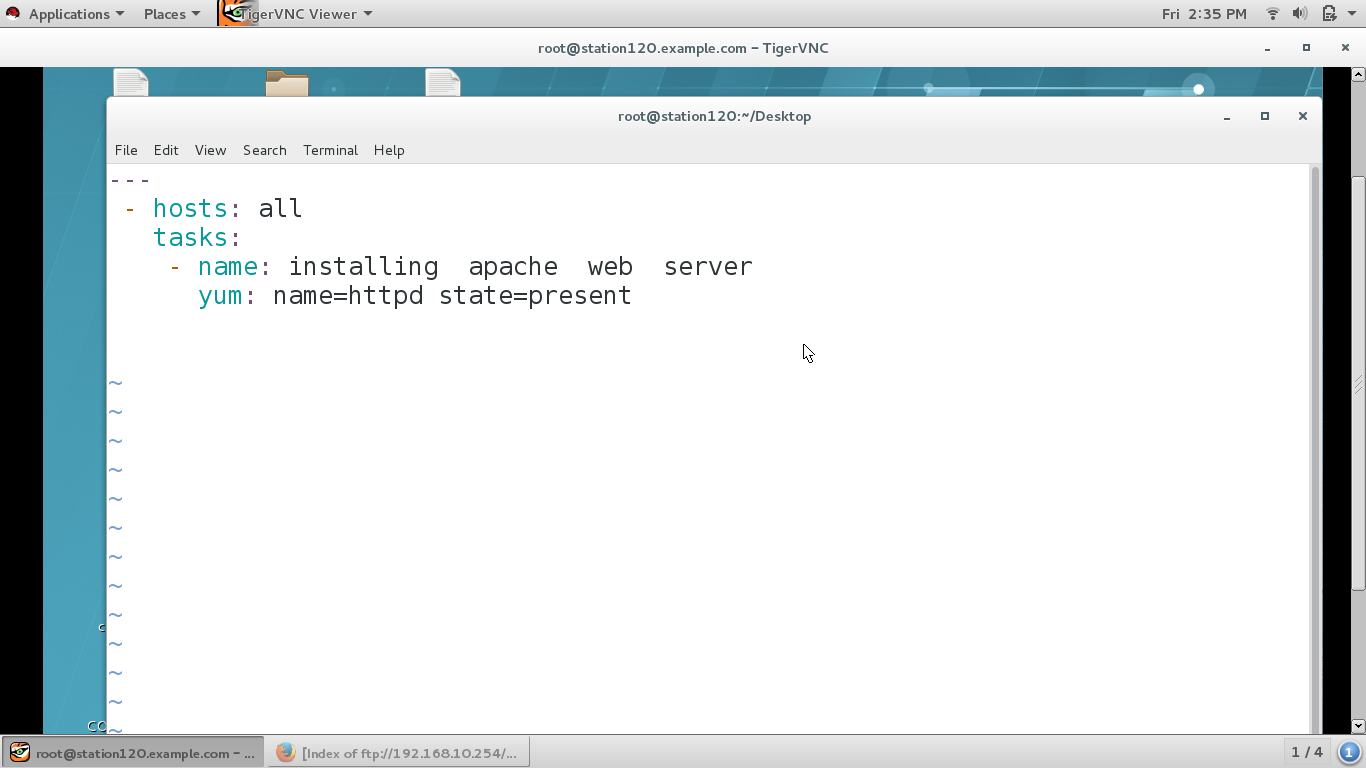 Applications Places TigerVNC Viewer Fri 2:35 PM
root@station120.example.com - TigerVNC
root@station120:~/Desktop
File Edit View Search Terminal Help
---
- hosts: all
tasks:
- name: installing apache web server
yum: name=httpd state=present
~
~
~
~
~
~
~
~
~
~
~
~
~
root@station120.example.com - ... [Index of ftp://192.168.10.254/... 1 / 4 1